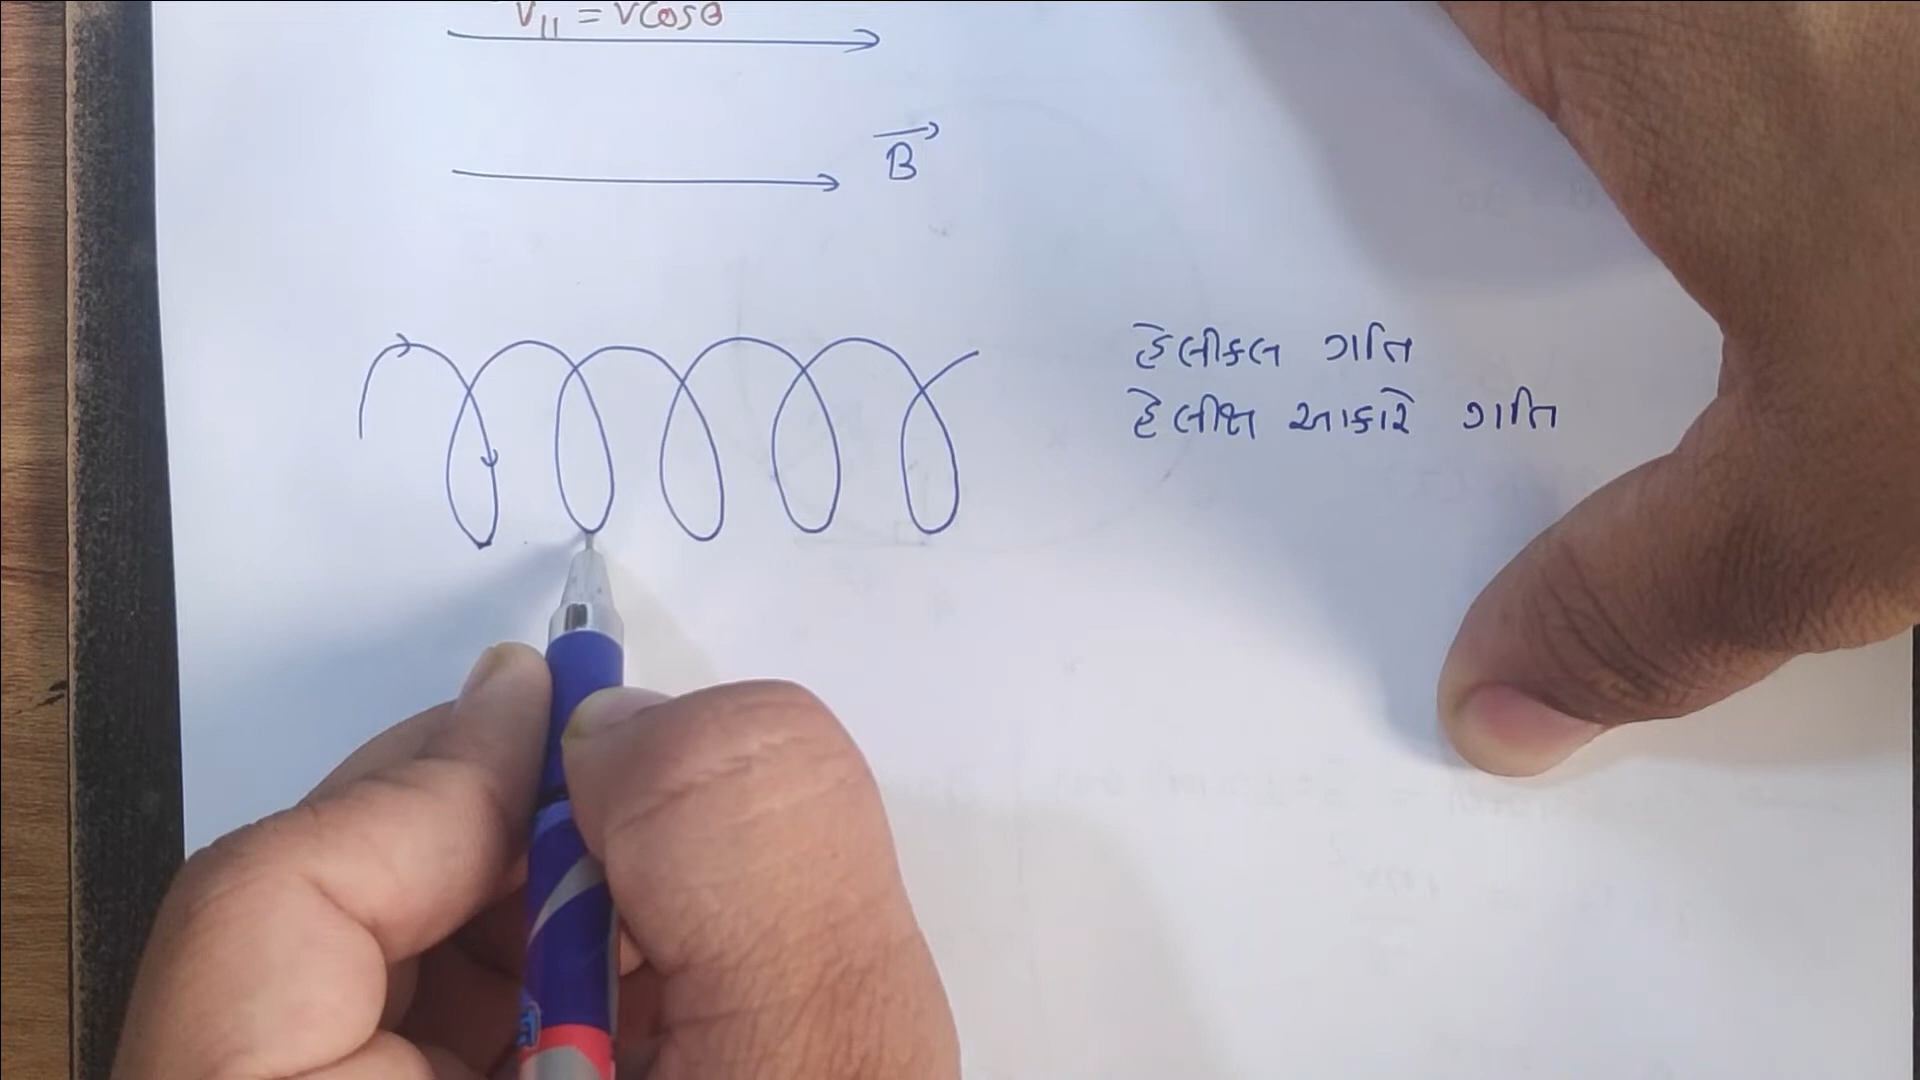 V∥ = vcosθ
B⃗
હેલીકલ ગતિ
હેલીક્ષ આકારે ગતિ